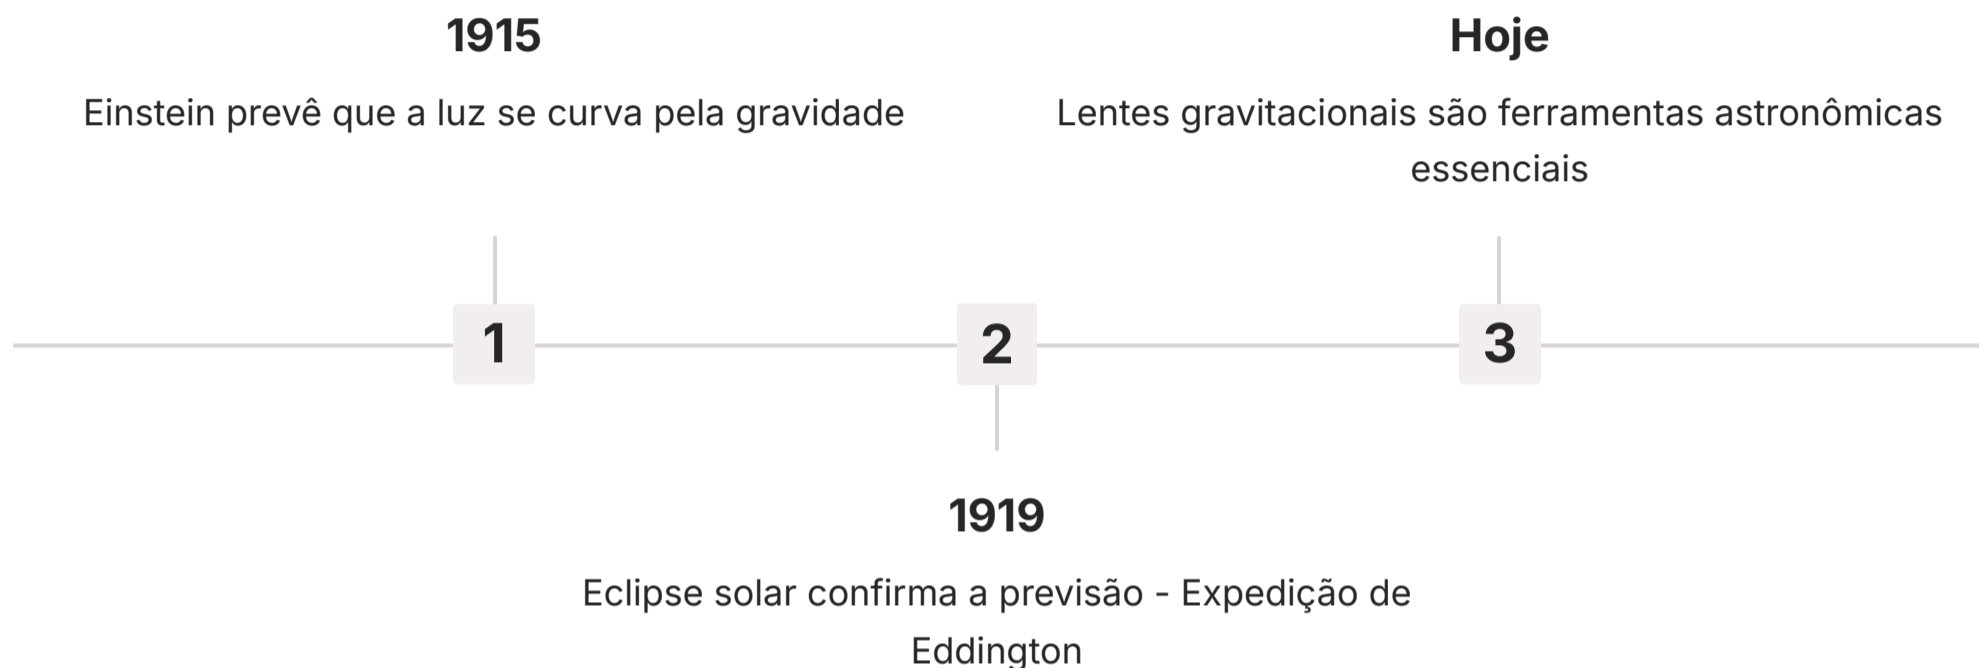 1915
Einstein prevê que a luz se curva pela gravidade
Hoje
Lentes gravitacionais são ferramentas astronômicas
essenciais
1
2
3
1919
Eclipse solar confirma a previsão - Expedição de
Eddington